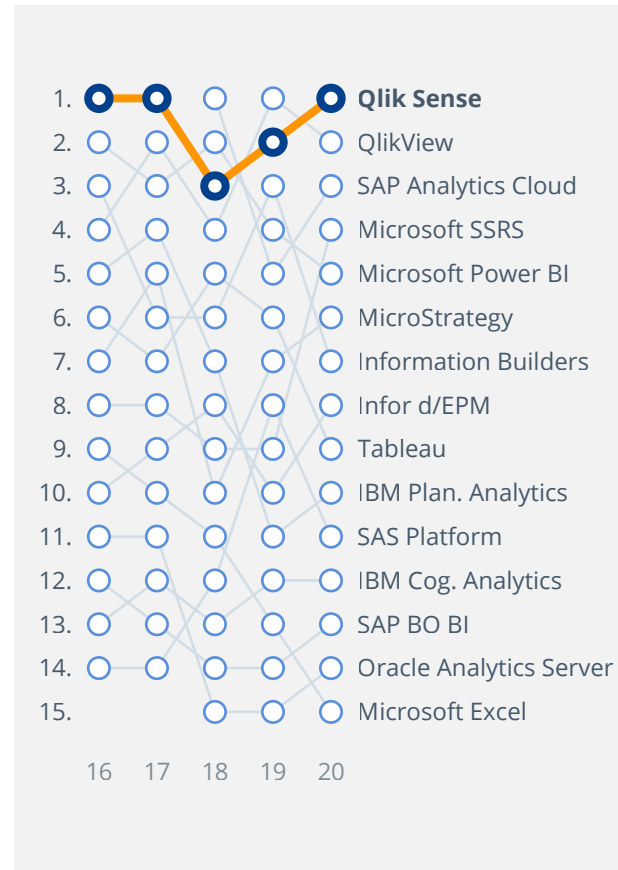 1. Qlik Sense
2. QlikView
3. SAP Analytics Cloud
4. Microsoft SSRS
5. Microsoft Power BI
6. MicroStrategy
7. Information Builders
8. Infor d/EPM
9. Tableau
10. IBM Plan. Analytics
11. SAS Platform
12. IBM Cog. Analytics
13. SAP BO BI
14. Oracle Analytics Server
15. Microsoft Excel
16 17 18 19 20